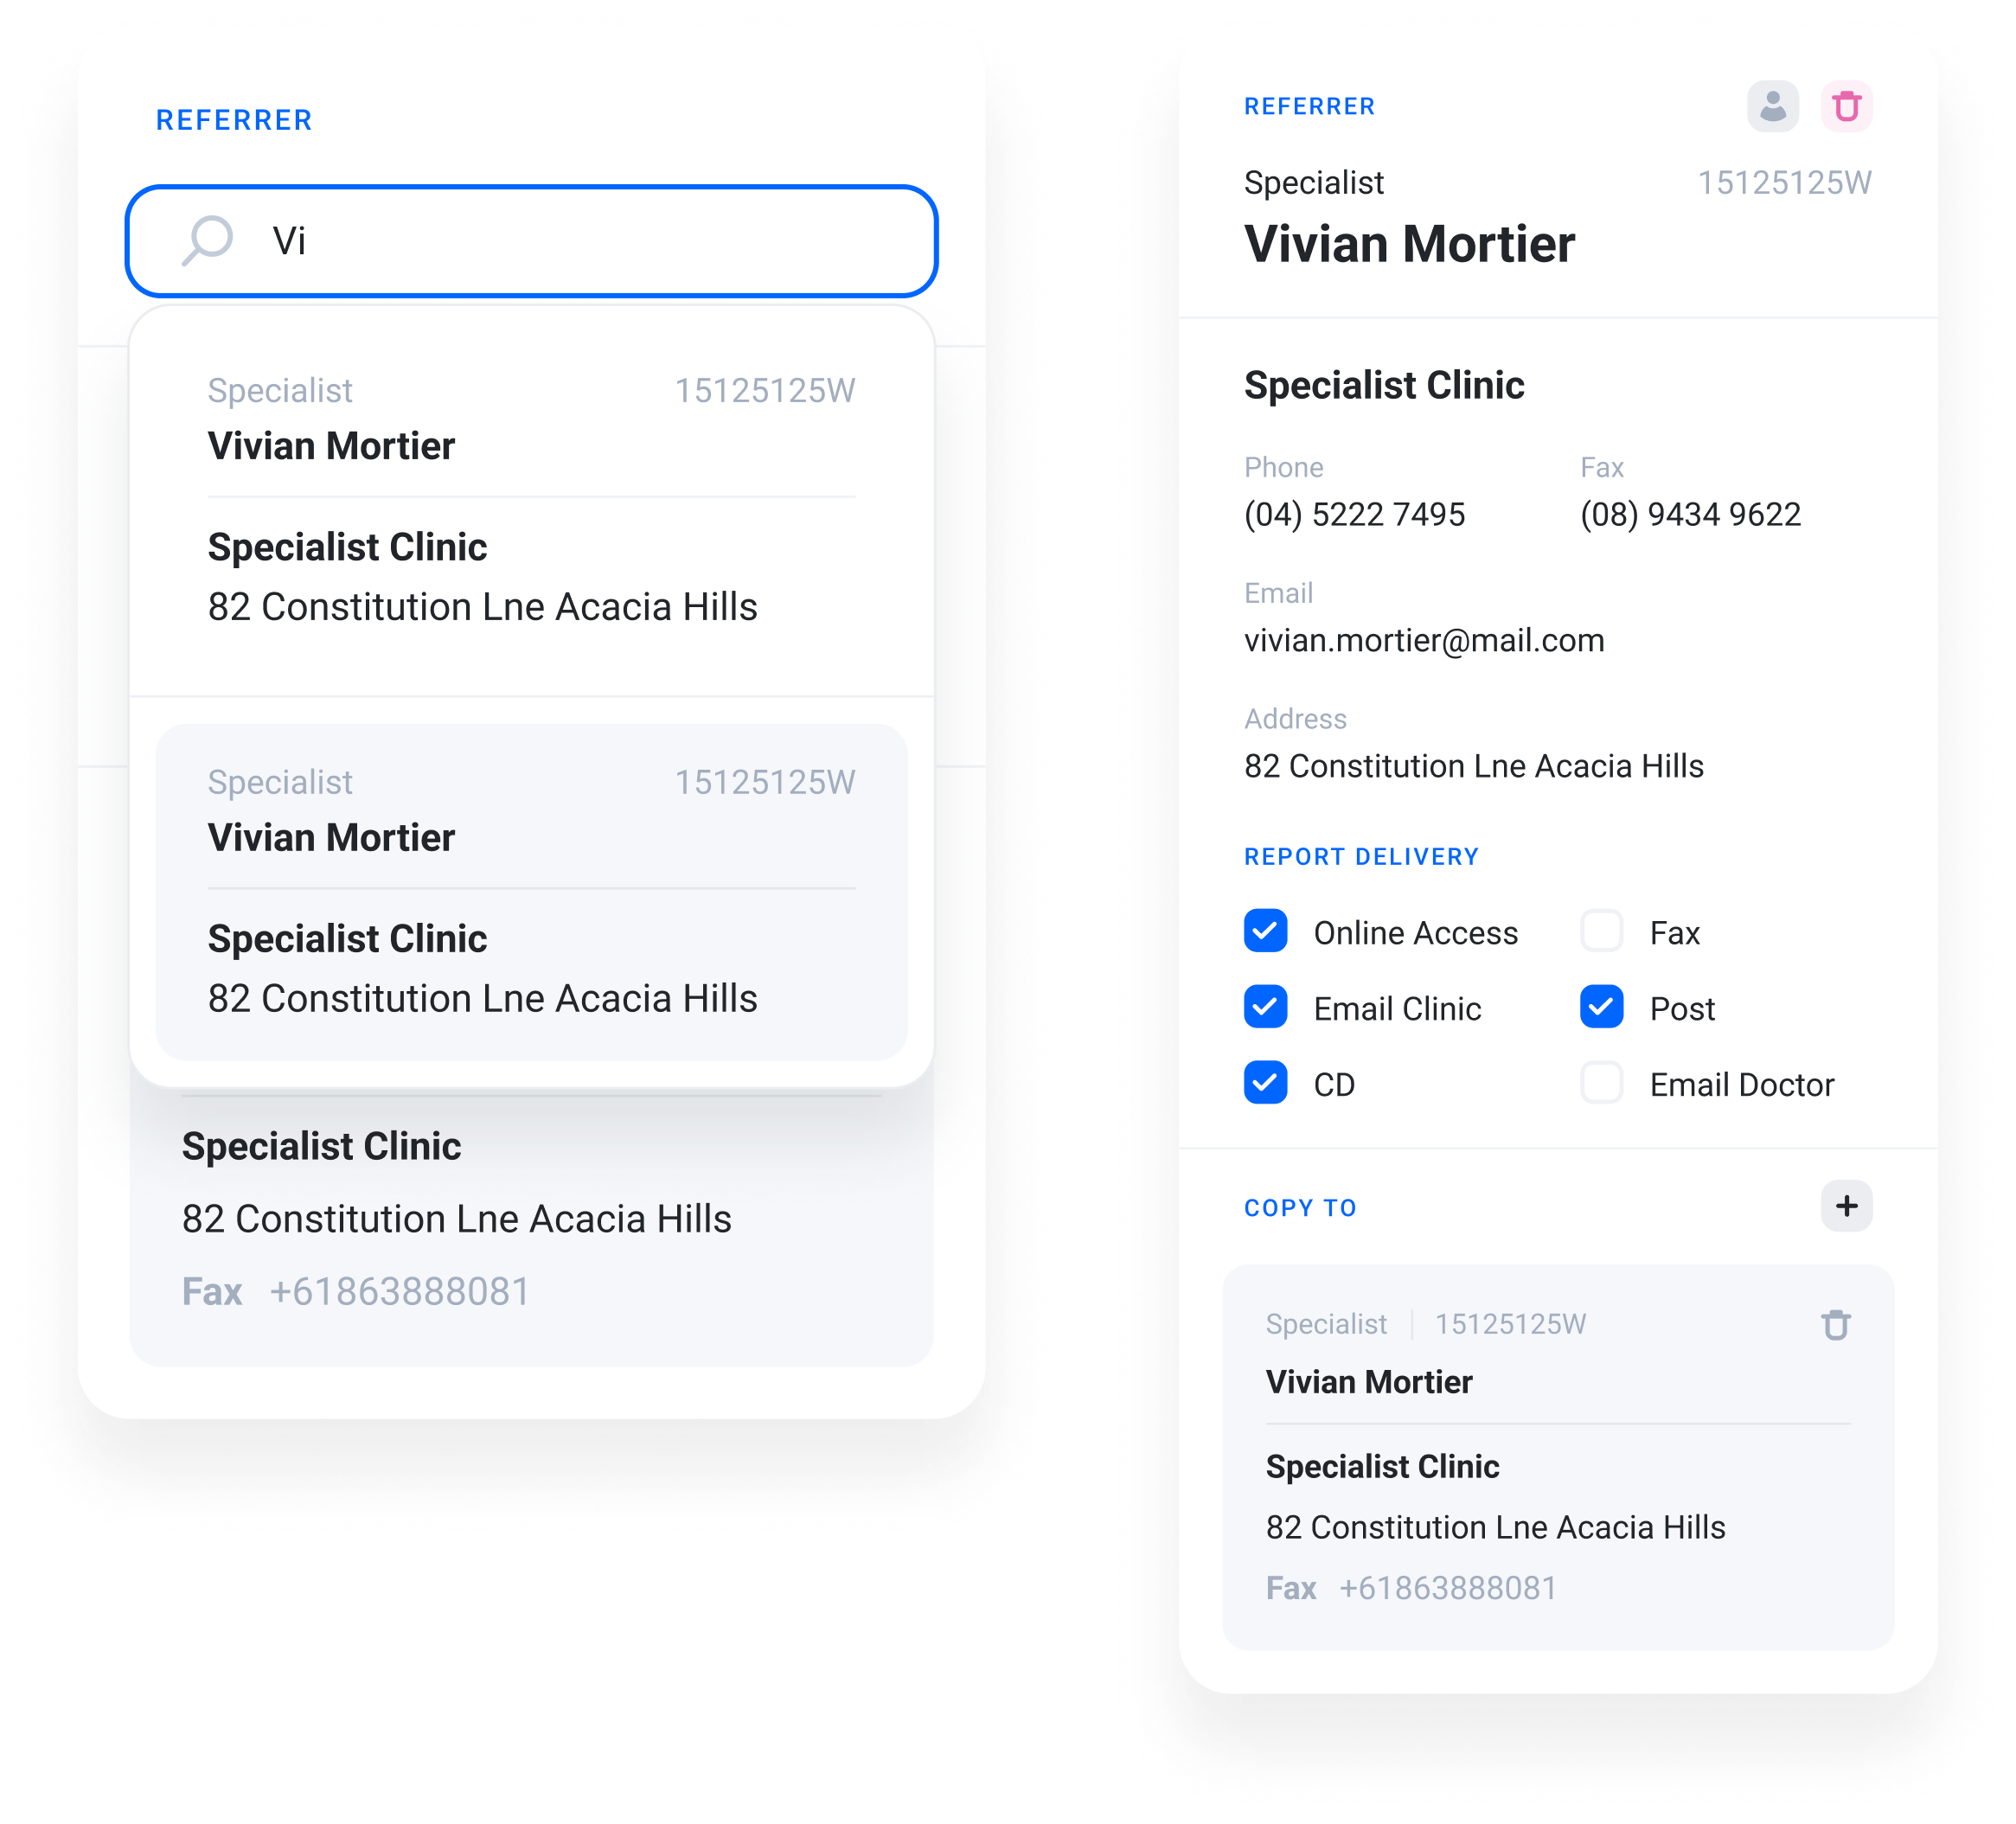 REFERRER
Vi
Specialist 15125125W
Vivian Mortier
Specialist Clinic
82 Constitution Lne Acacia Hills
Specialist 15125125W
Vivian Mortier
Specialist Clinic
82 Constitution Lne Acacia Hills
Specialist Clinic
82 Constitution Lne Acacia Hills
Fax +61863888081
REFERRER
Specialist 15125125W
Vivian Mortier
Specialist Clinic
Phone Fax
(04) 5222 7495 (08) 9434 9622
Email
vivian.mortier@mail.com
Address
82 Constitution Lne Acacia Hills
REPORT DELIVERY
Online Access Fax
Email Clinic Post
CD Email Doctor
COPY TO
Specialist 15125125W
Vivian Mortier
Specialist Clinic
82 Constitution Lne Acacia Hills
Fax +61863888081